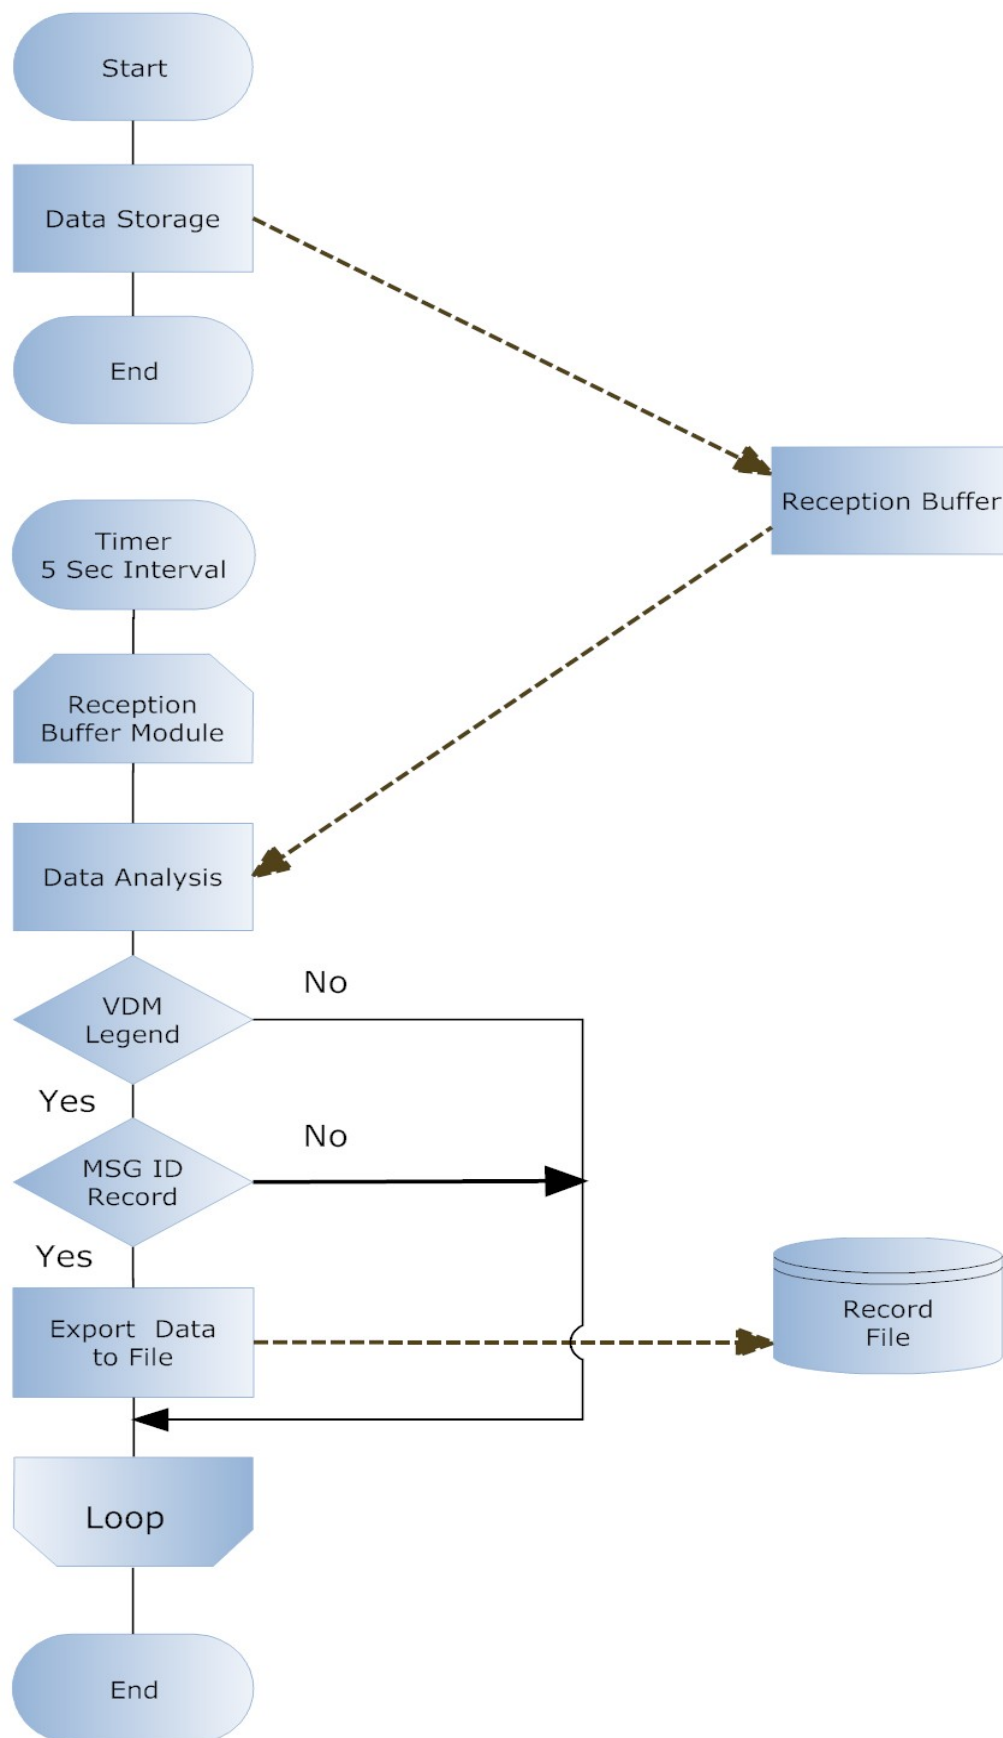 Start
Data Storage
End
Reception Buffer
Timer
5 Sec Interval
Reception
Buffer Module
Data Analysis
No
VDM
Legend
Yes
No
MSG ID
Record
Yes
Export Data
to File
Record
File
Loop
End